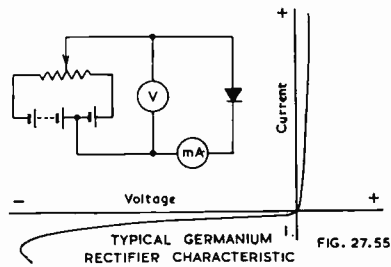 +
Current
V
mA
-
Voltage
+
1.
TYPICAL GERMANIUM
RECTIFIER CHARACTERISTIC
FIG. 27.55